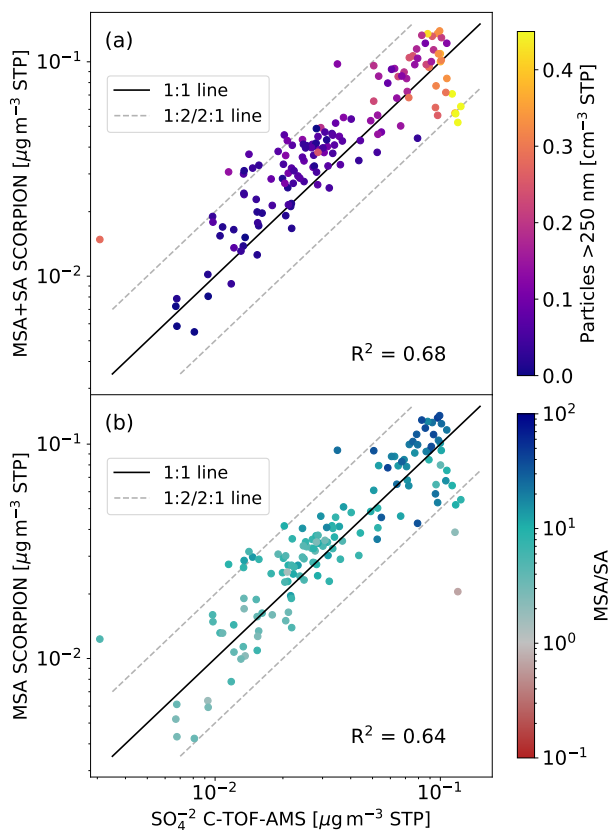 (a)
1:1 line
1:2/2:1 line
10⁻¹
10⁻²
MSA+SA SCORPION [µg m⁻³ STP]
R² = 0.68
0.4
0.3
0.2
0.1
0.0
Particles >250 nm [cm⁻³ STP]
(b)
1:1 line
1:2/2:1 line
10⁻¹
10⁻²
MSA SCORPION [µg m⁻³ STP]
R² = 0.64
10²
10¹
10⁰
10⁻¹
MSA/SA
10⁻² 10⁻¹
SO₄⁻² C-TOF-AMS [µg m⁻³ STP]